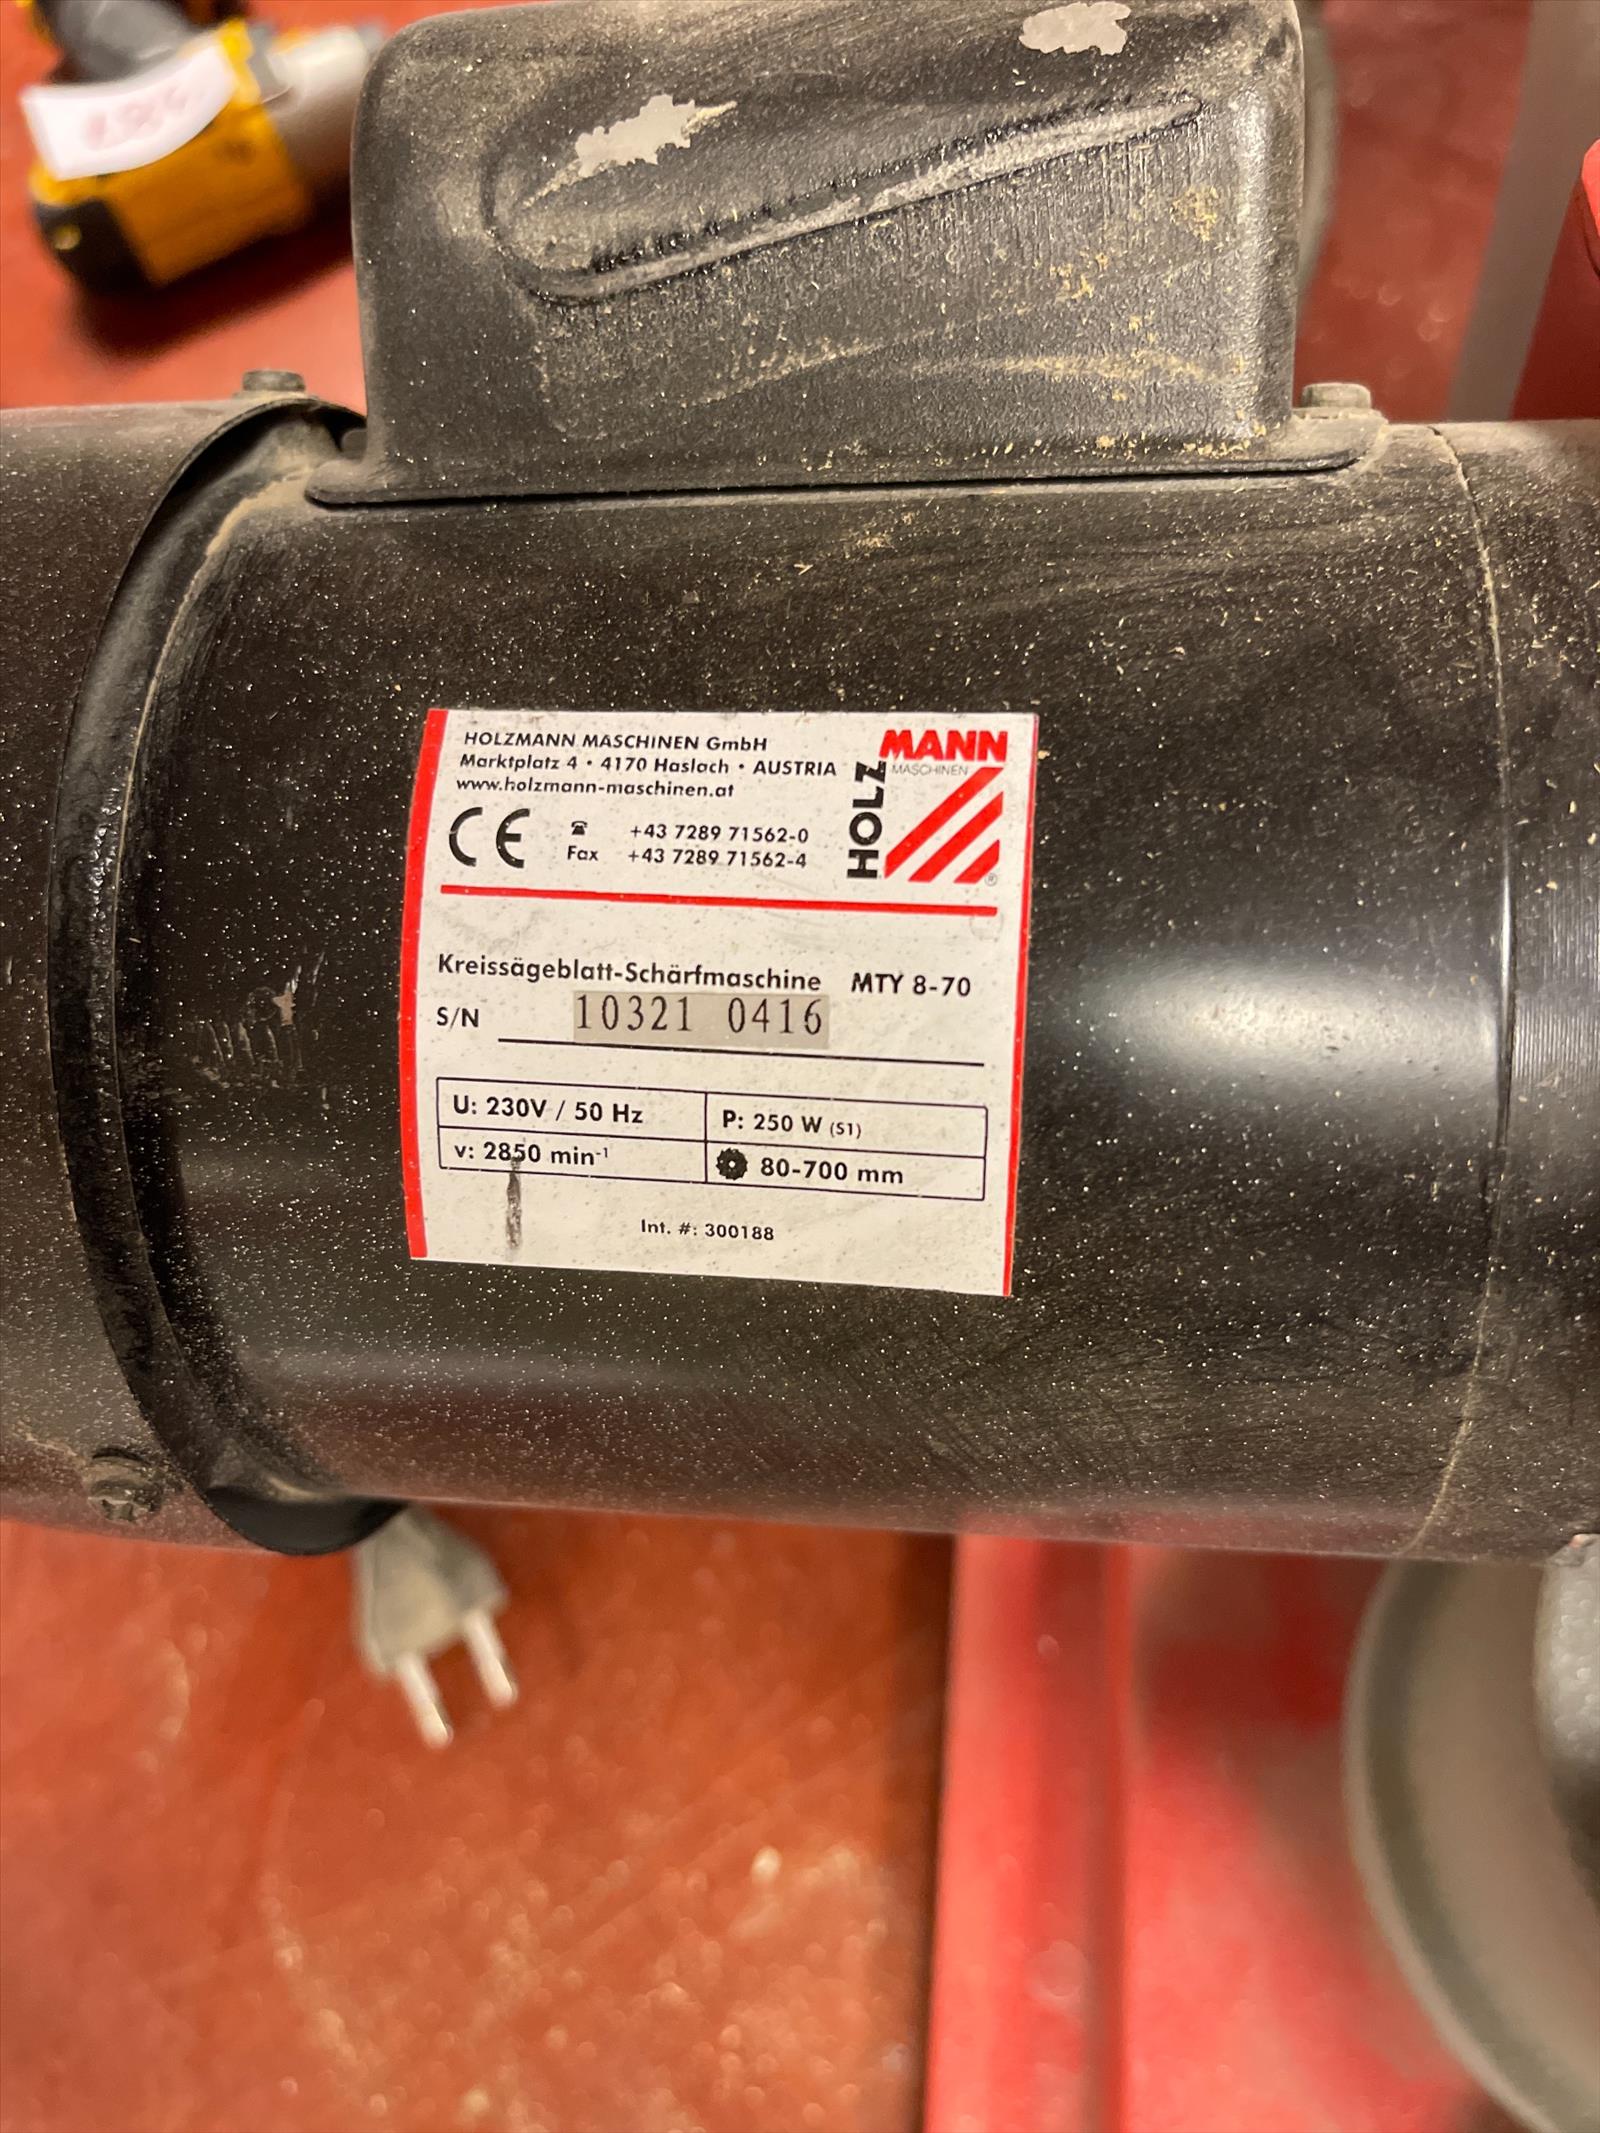 HOLZMANN MASCHINEN GmbH
Marktplatz 4 • 4170 Haslach • AUSTRIA
www.holzmann-maschinen.at
CE
☎ +43 7289 71562-0
Fax +43 7289 71562-4
HOLZ
MANN
MASCHINEN
®
Kreissägeblatt-Schärfmaschine MTY 8-70
S/N 10321 0416
U: 230V / 50 Hz
P: 250 W (S1)
v: 2850 min⁻¹
80-700 mm
Int. #: 300188